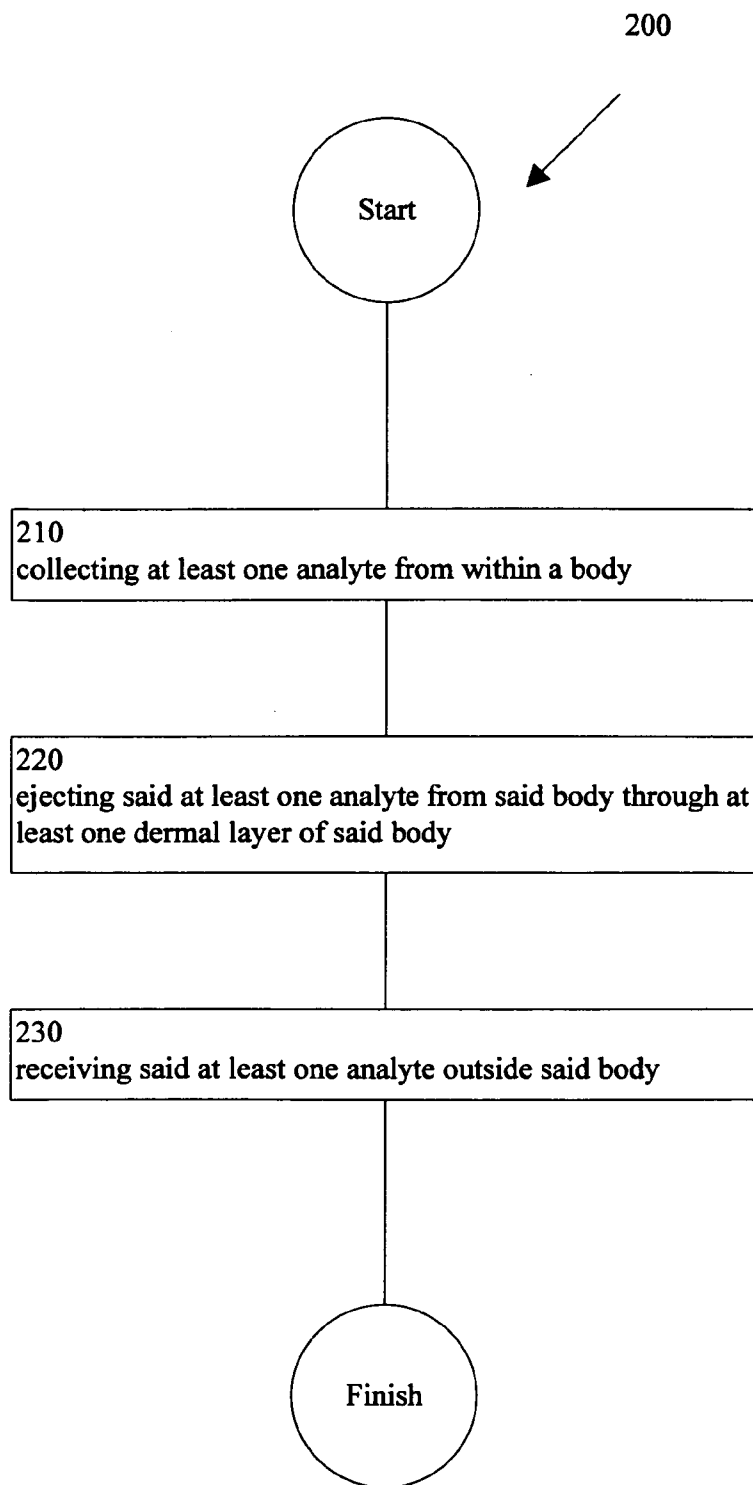 200
Start
210
collecting at least one analyte from within a body
220
ejecting said at least one analyte from said body through at
least one dermal layer of said body
230
receiving said at least one analyte outside said body
Finish